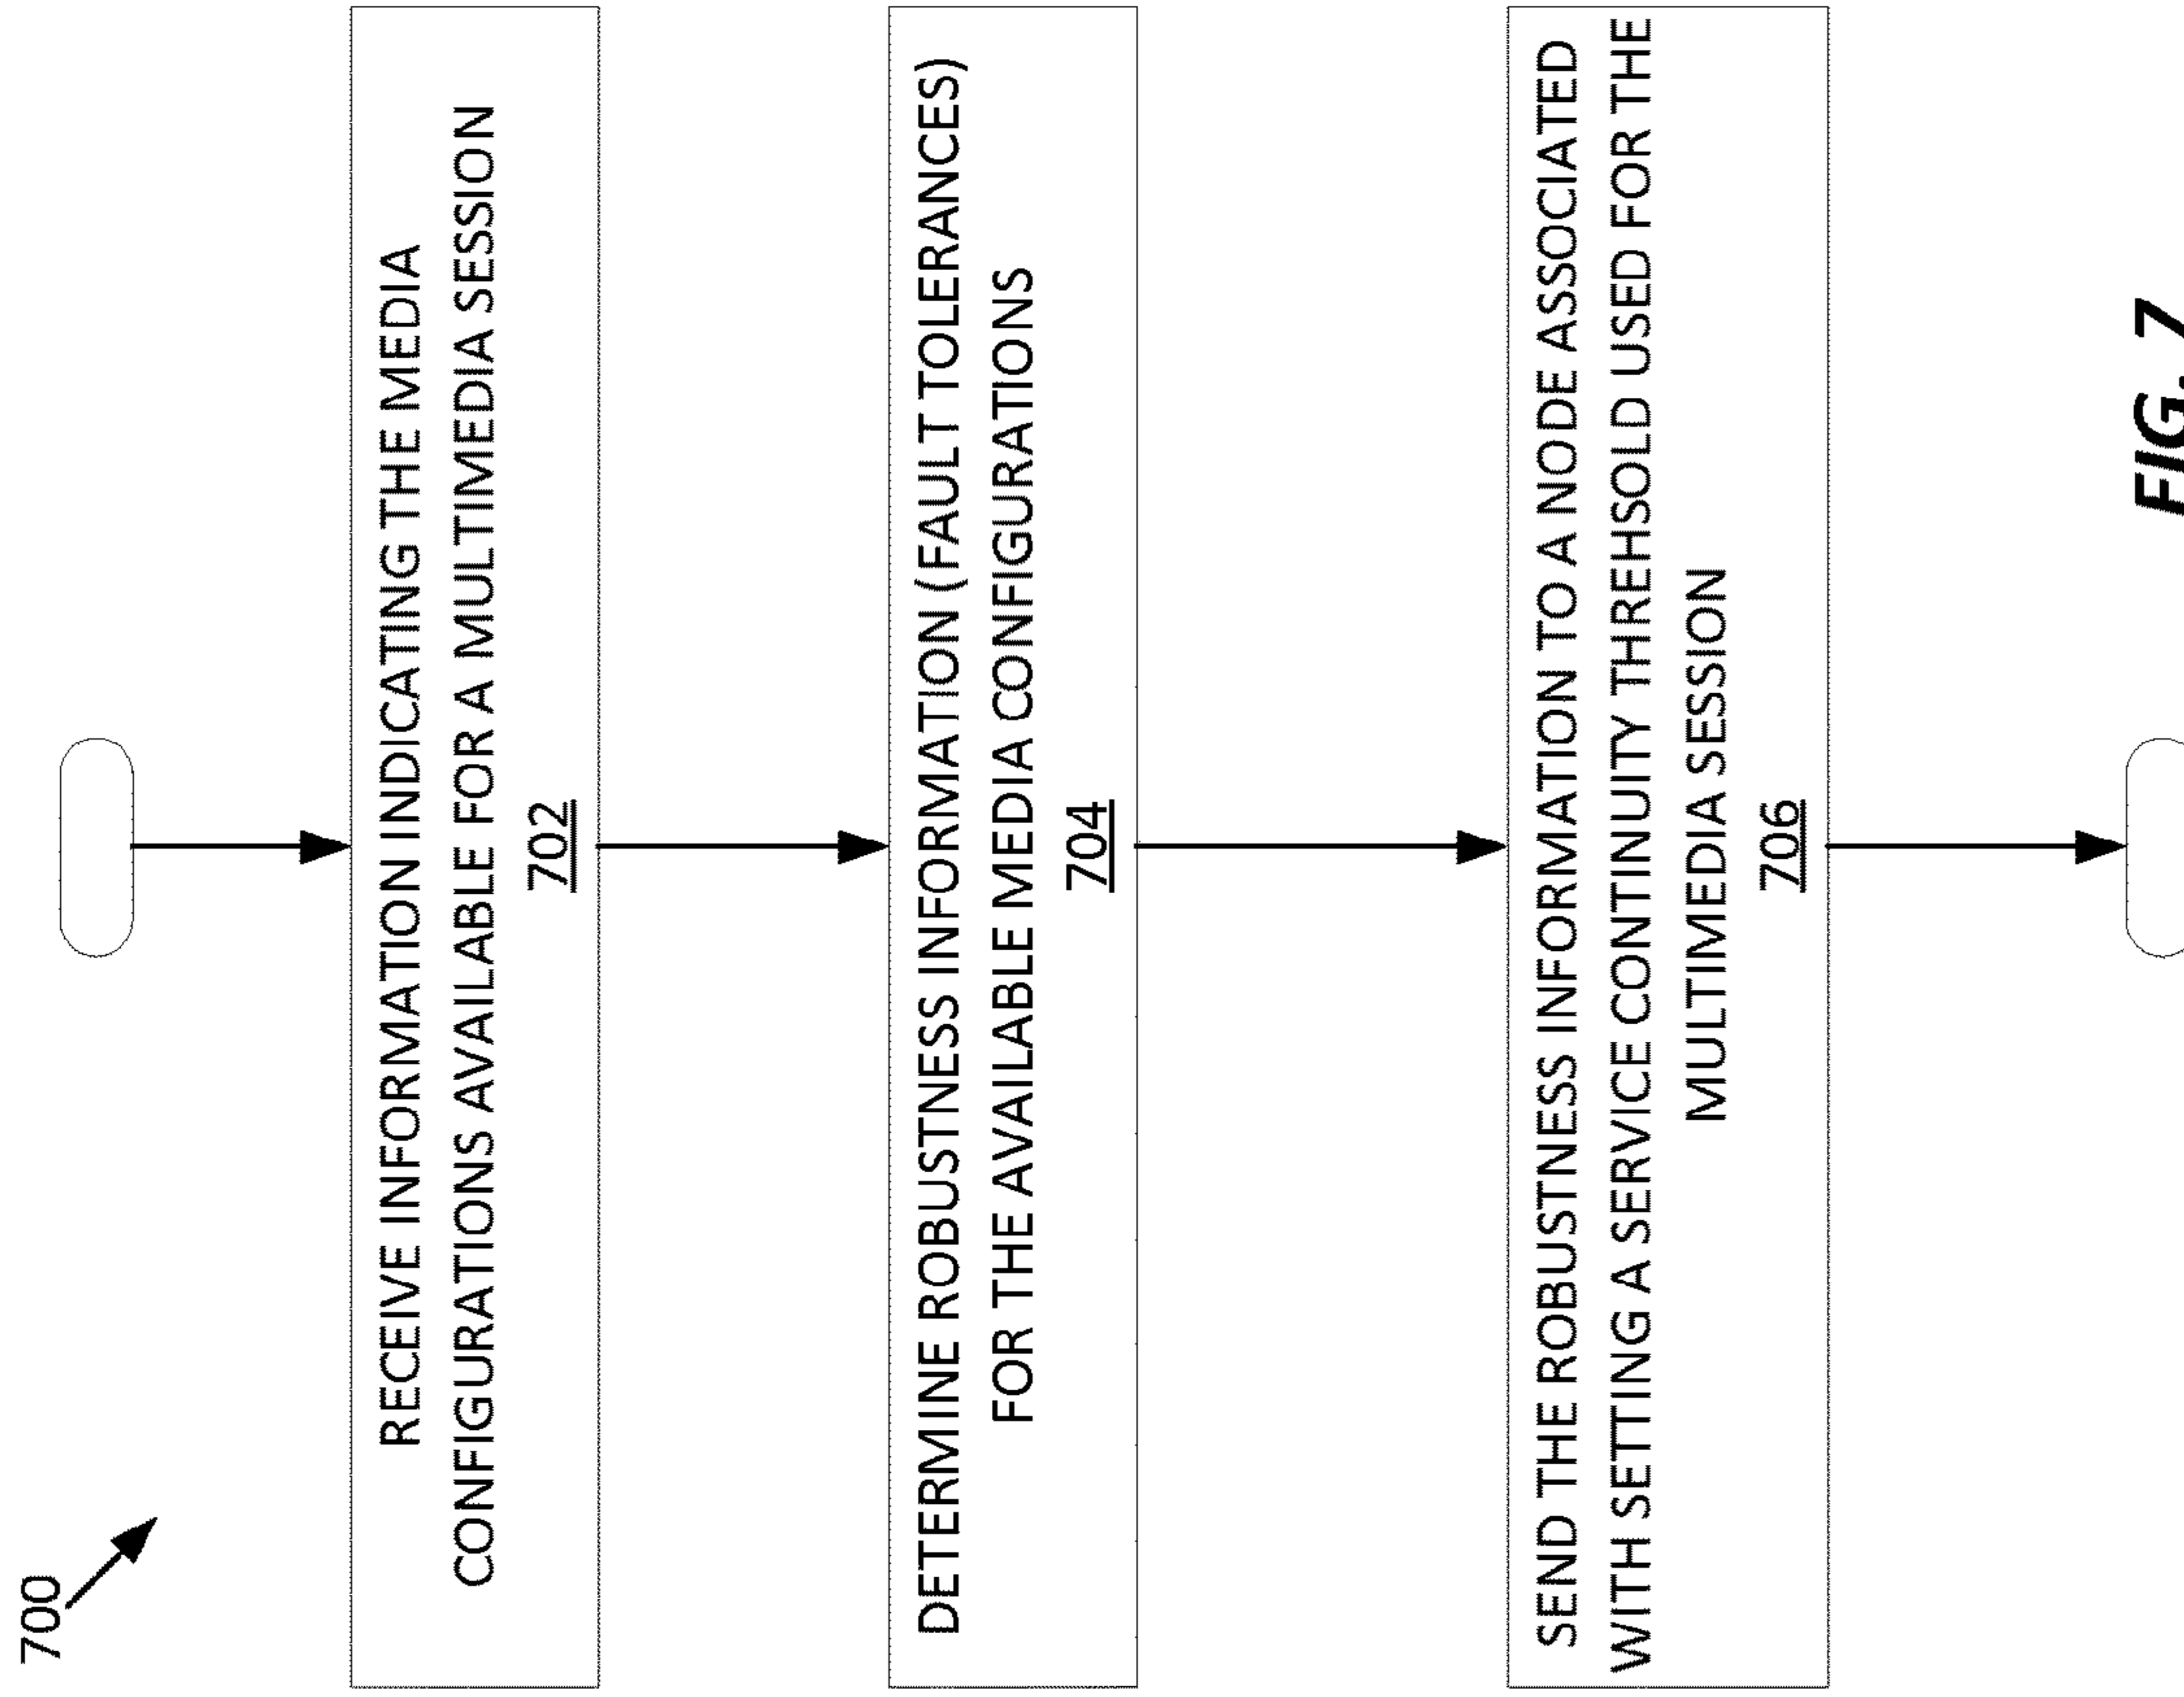 700
RECEIVE INFORMATION INDICATING THE MEDIA
CONFIGURATIONS AVAILABLE FOR A MULTIMEDIA SESSION
702
DETERMINE ROBUSTNESS INFORMATION (FAULT TOLERANCES)
FOR THE AVAILABLE MEDIA CONFIGURATIONS
704
SEND THE ROBUSTNESS INFORMATION TO A NODE ASSOCIATED
WITH SETTING A SERVICE CONTINUITY THREHSOLD USED FOR THE
MULTIMEDIA SESSION
706
FIG. 7